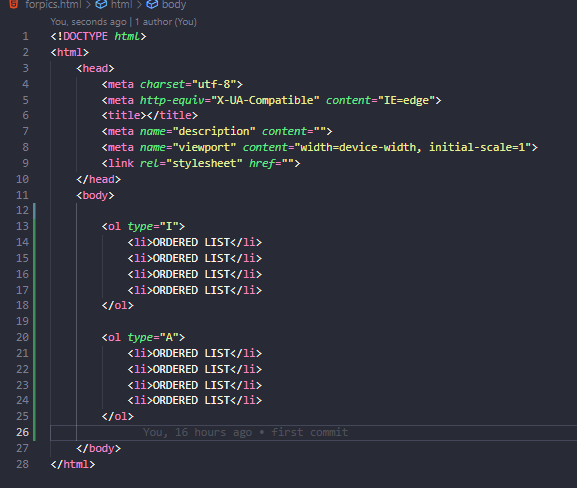 forpics.html > html > body
You, seconds ago | 1 author (You)
1 <!DOCTYPE html>
2 <html>
3     <head>
4         <meta charset="utf-8">
5         <meta http-equiv="X-UA-Compatible" content="IE=edge">
6         <title></title>
7         <meta name="description" content="">
8         <meta name="viewport" content="width=device-width, initial-scale=1">
9         <link rel="stylesheet" href="">
10     </head>
11     <body>
12
13         <ol type="I">
14             <li>ORDERED LIST</li>
15             <li>ORDERED LIST</li>
16             <li>ORDERED LIST</li>
17             <li>ORDERED LIST</li>
18         </ol>
19
20         <ol type="A">
21             <li>ORDERED LIST</li>
22             <li>ORDERED LIST</li>
23             <li>ORDERED LIST</li>
24             <li>ORDERED LIST</li>
25         </ol>
26 You, 16 hours ago • first commit
27     </body>
28 </html>